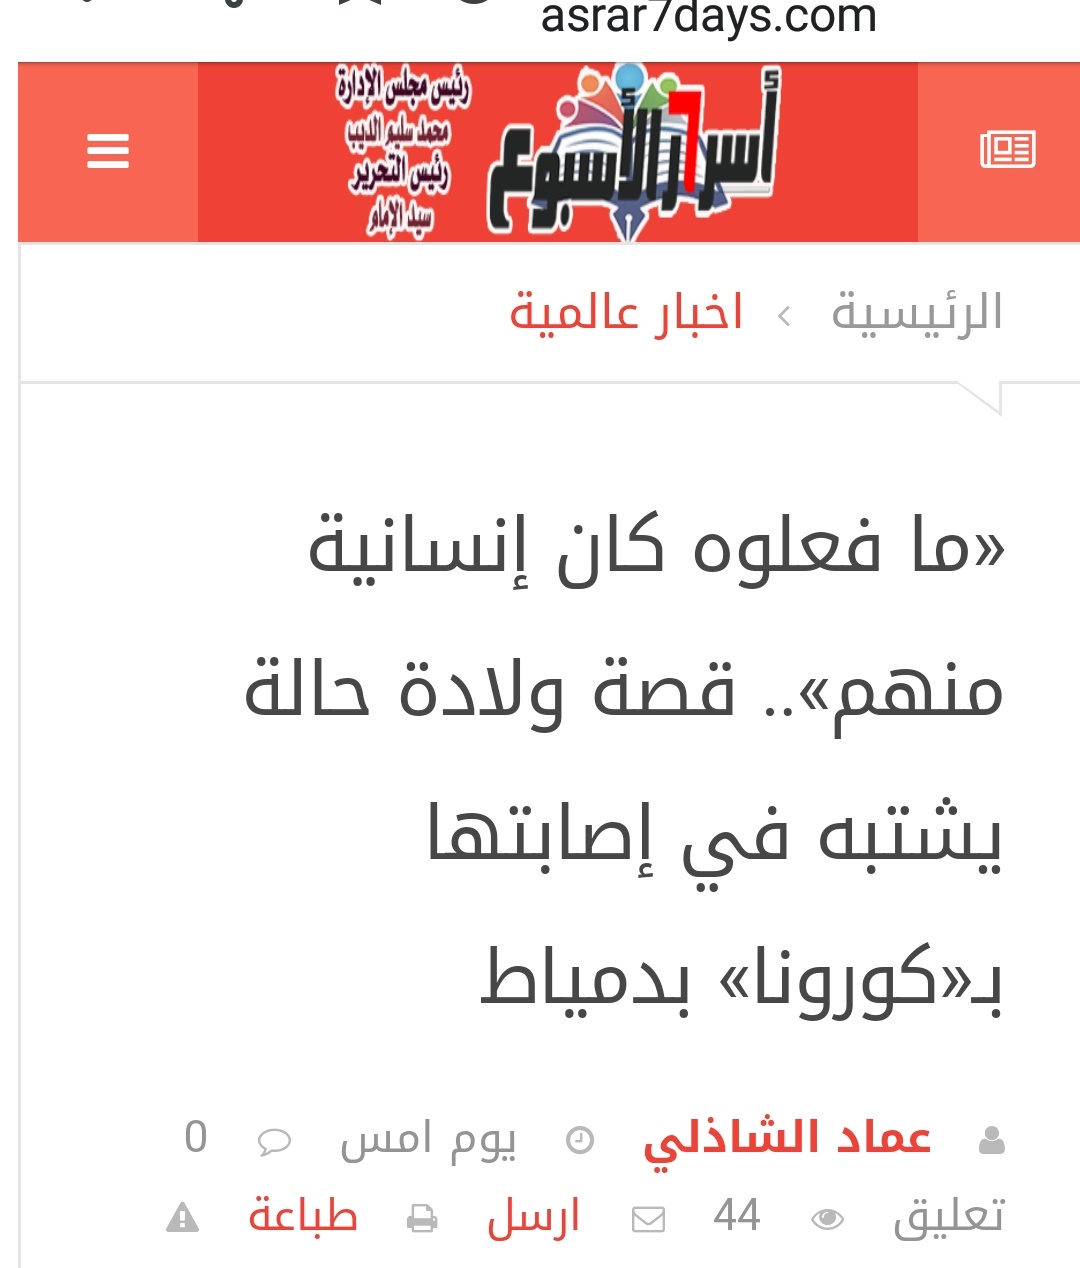 asrar7days.com
رئيس مجلس الإدارة
محمد سليم الديب
رئيس التحرير
سيد الإمام
أسرار الأسبوع
7
الرئيسية › اخبار عالمية
«ما فعلوه كان إنسانية
منهم».. قصة ولادة حالة
يشتبه في إصابتها
بـ«كورونا» بدمياط
عماد الشاذلي يوم امس 0
تعليق 44 ارسل طباعة